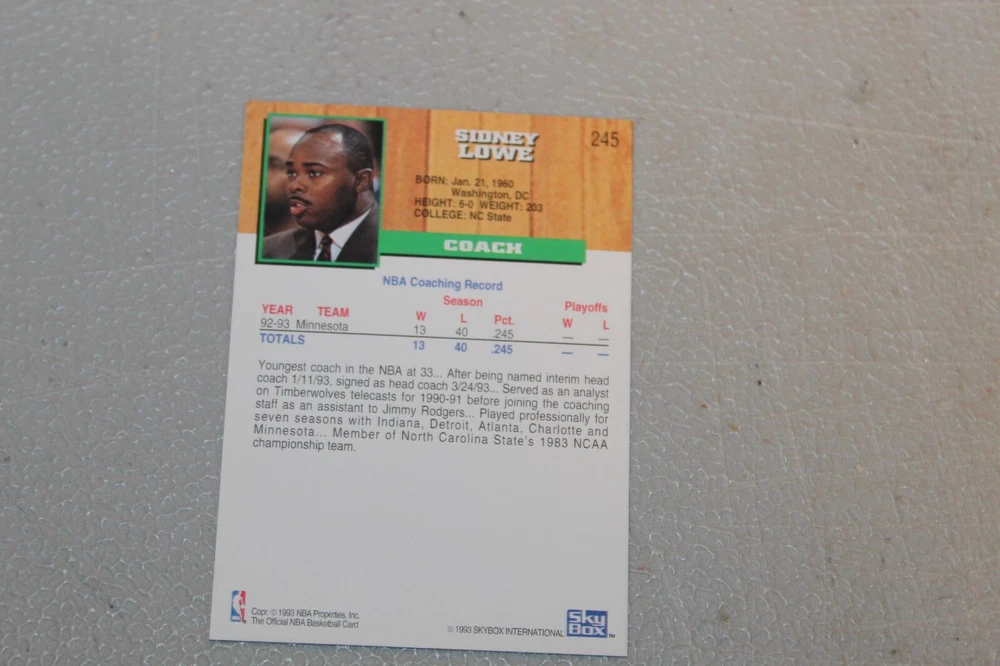 SIDNEY
LOWE
245
BORN: Jan. 21, 1960
Washington, DC
HEIGHT: 6-0 WEIGHT: 203
COLLEGE: NC State
COACH
NBA Coaching Record
Season Playoffs
YEAR TEAM W L Pct. W L
92-93 Minnesota 13 40 .245 — —
TOTALS 13 40 .245 — —
Youngest coach in the NBA at 33... After being named interim head
coach 1/11/93, signed as head coach 3/24/93... Served as an analyst
on Timberwolves telecasts for 1990-91 before joining the coaching
staff as an assistant to Jimmy Rodgers... Played professionally for
seven seasons with Indiana, Detroit, Atlanta, Charlotte and
Minnesota... Member of North Carolina State's 1983 NCAA
championship team.
Copr. © 1993 NBA Properties, Inc.
The Official NBA Basketball Card
© 1993 SKYBOX INTERNATIONAL
SKY
BOX™